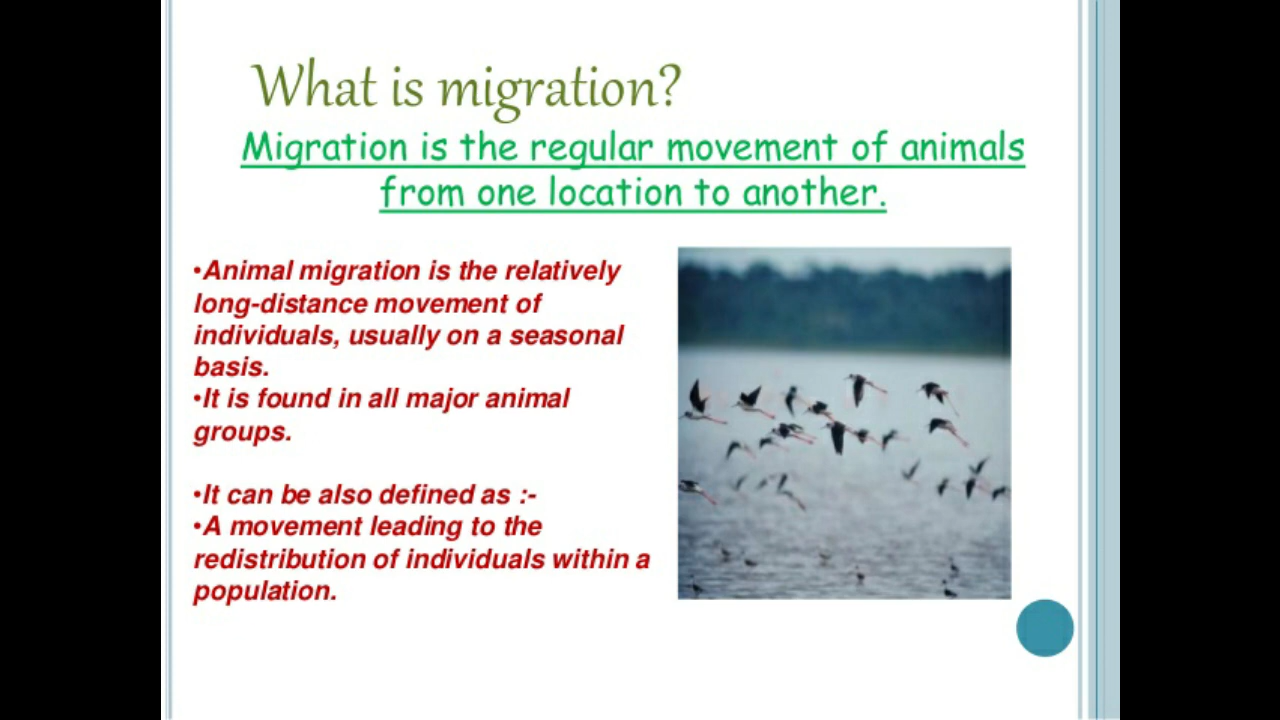 What is migration?
Migration is the regular movement of animals
from one location to another.
•Animal migration is the relatively
long-distance movement of
individuals, usually on a seasonal
basis.
•It is found in all major animal
groups.
•It can be also defined as :-
•A movement leading to the
redistribution of individuals within a
population.